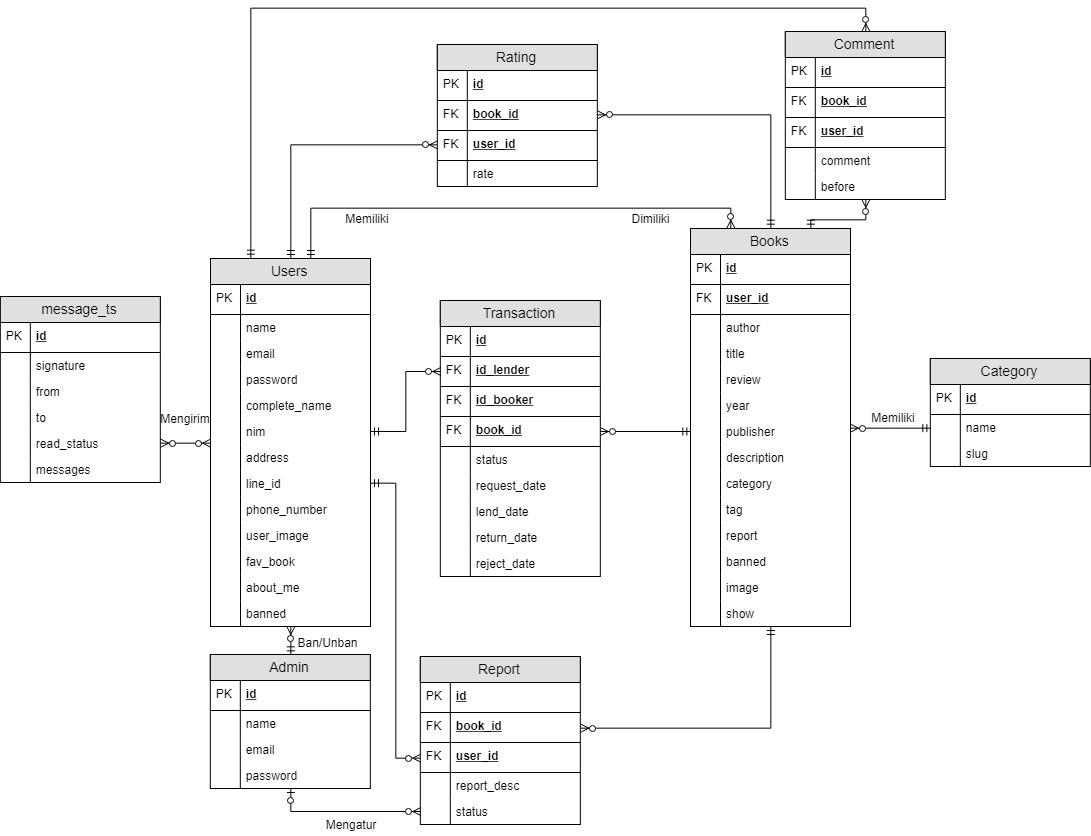 Comment
PK id
FK book_id
FK user_id
comment
before
Rating
PK id
FK book_id
FK user_id
rate
Memiliki
Dimiliki
Books
PK id
FK user_id
author
title
review
year
publisher
description
category
tag
report
banned
image
show
Users
PK id
name
email
password
complete_name
nim
address
line_id
phone_number
user_image
fav_book
about_me
banned
message_ts
PK id
signature
from
to
read_status
messages
Mengirim
Transaction
PK id
FK id_lender
FK id_booker
FK book_id
status
request_date
lend_date
return_date
reject_date
Category
PK id
name
slug
Memiliki
Ban/Unban
Admin
PK id
name
email
password
Report
PK id
FK book_id
FK user_id
report_desc
status
Mengatur